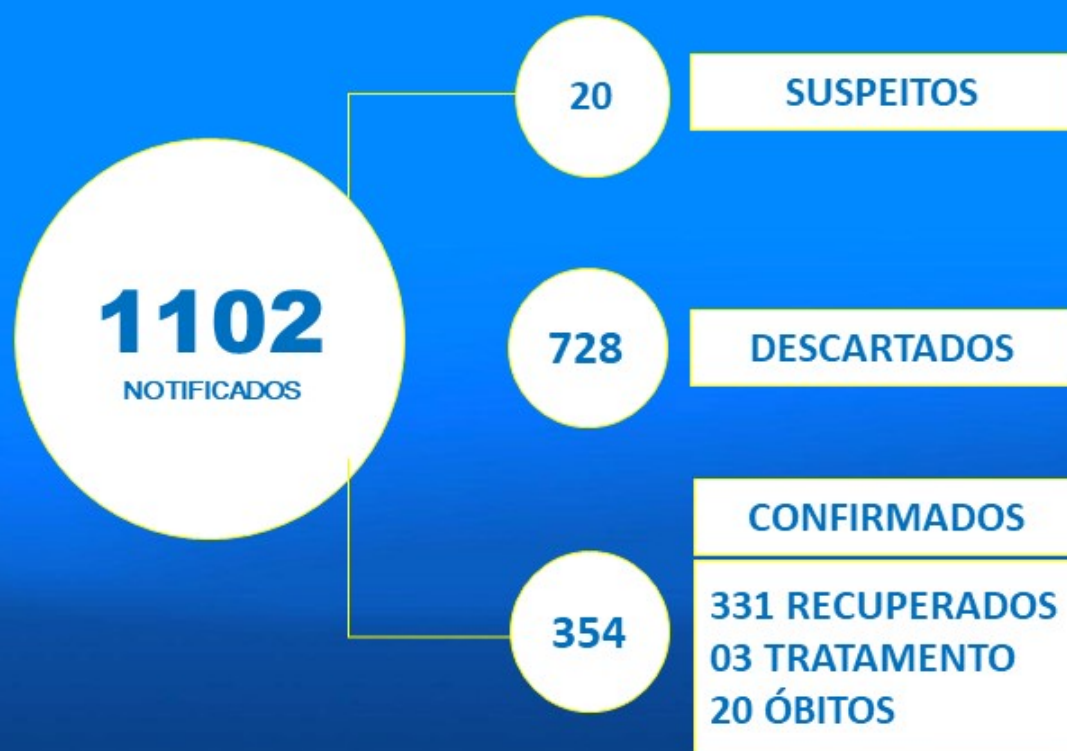 1102
NOTIFICADOS
20
SUSPEITOS
728
DESCARTADOS
354
CONFIRMADOS
331 RECUPERADOS
03 TRATAMENTO
20 ÓBITOS